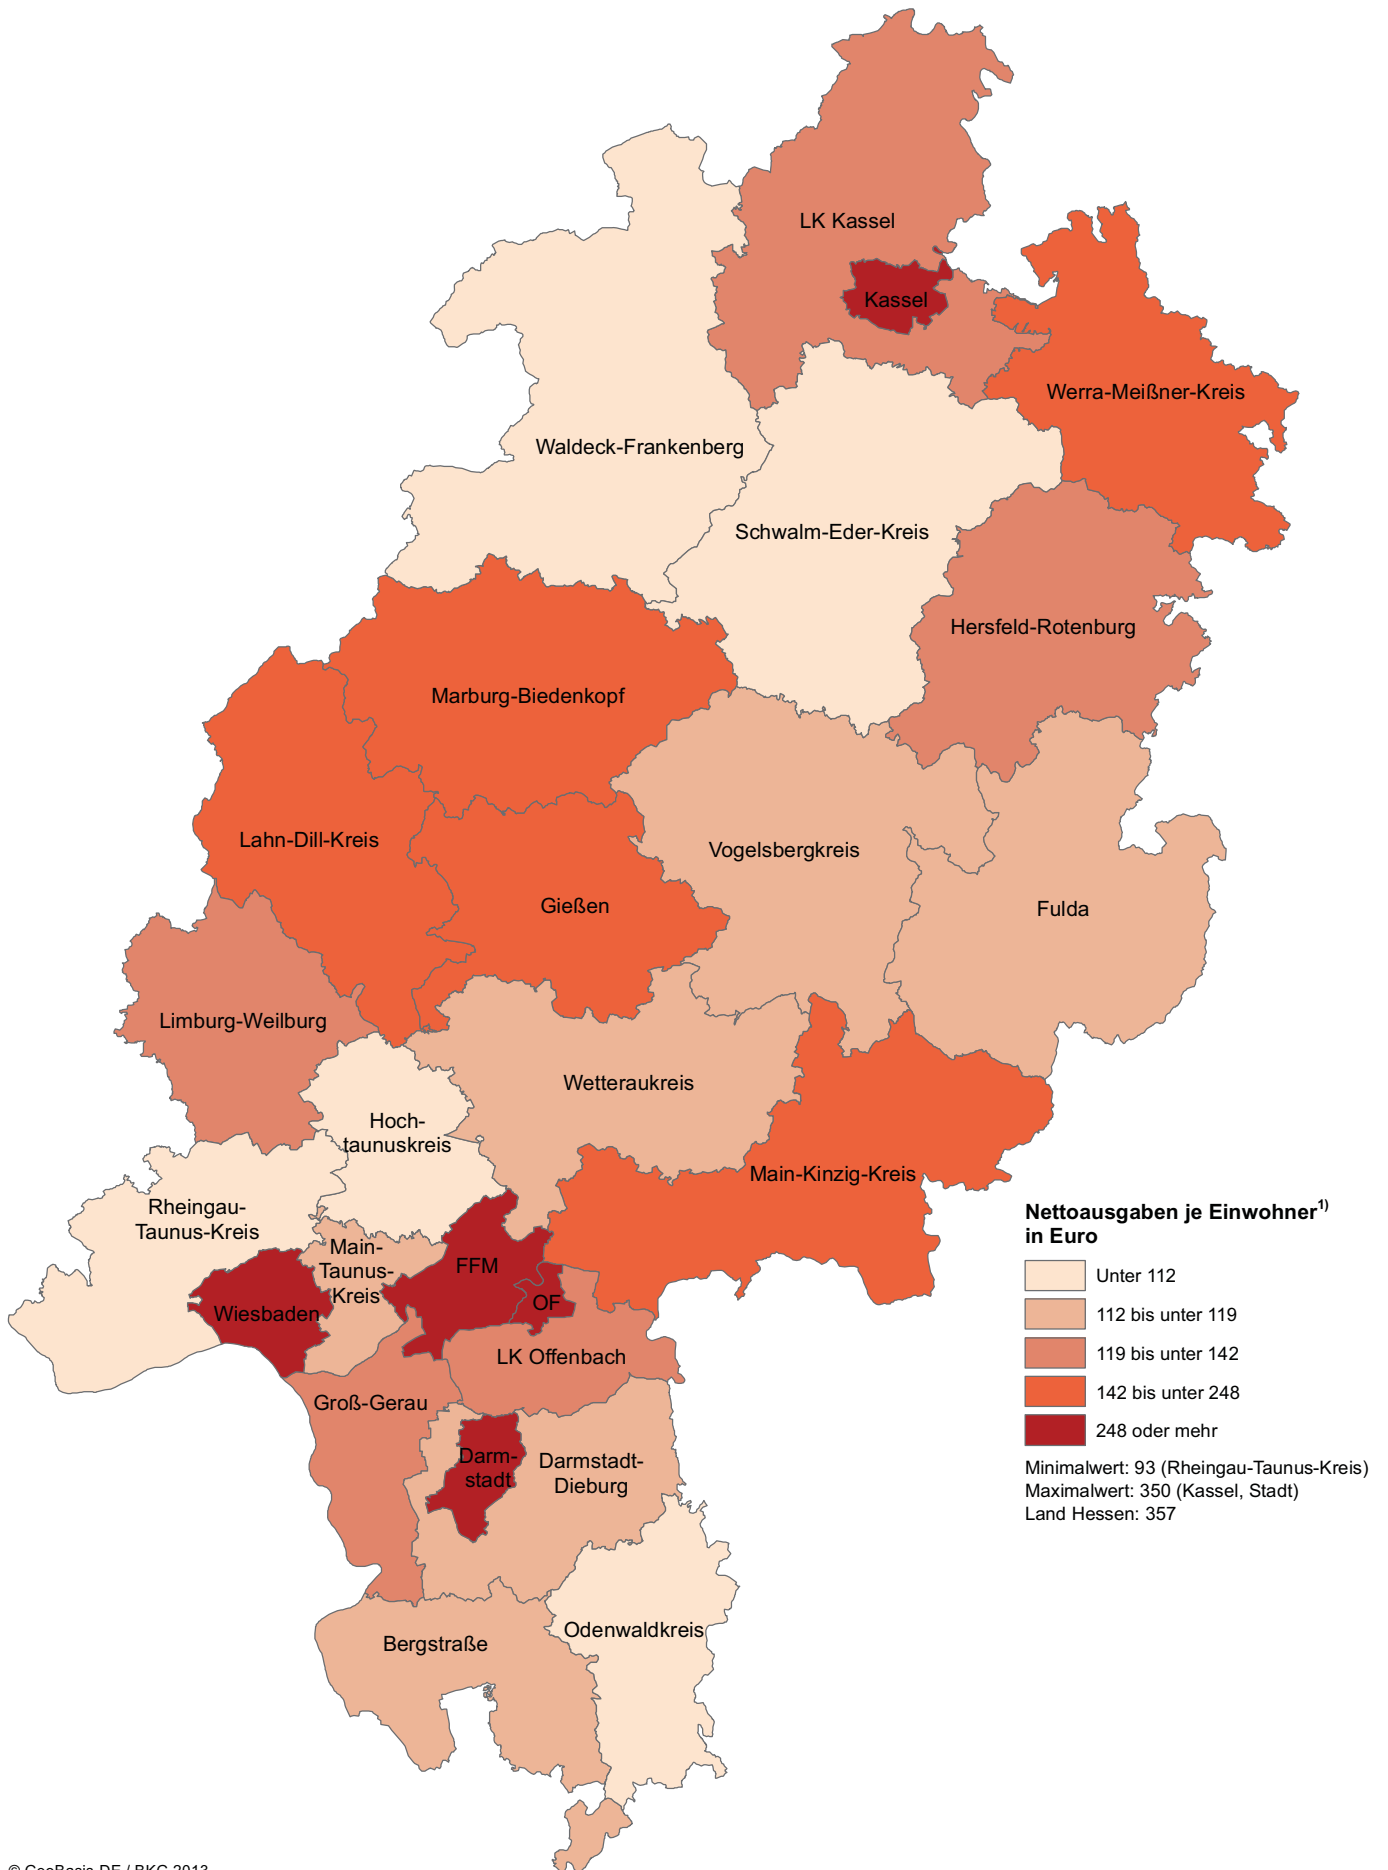 LK Kassel
Kassel
Werra-Meißner-Kreis
Waldeck-Frankenberg
Schwalm-Eder-Kreis
Hersfeld-Rotenburg
Marburg-Biedenkopf
Lahn-Dill-Kreis
Vogelsbergkreis
Gießen
Fulda
Limburg-Weilburg
Wetteraukreis
Hoch-
taunuskreis
Main-Kinzig-Kreis
Rheingau-
Taunus-Kreis
Main-
Taunus-
Kreis
FFM
OF
Wiesbaden
LK Offenbach
Groß-Gerau
Darm-
stadt
Darmstadt-
Dieburg
Odenwaldkreis
Bergstraße
Nettoausgaben je Einwohner1)
in Euro
Unter 112
112 bis unter 119
119 bis unter 142
142 bis unter 248
248 oder mehr
Minimalwert: 93 (Rheingau-Taunus-Kreis)
Maximalwert: 350 (Kassel, Stadt)
Land Hessen: 357
© GeoBasis-DE / BKG 2013